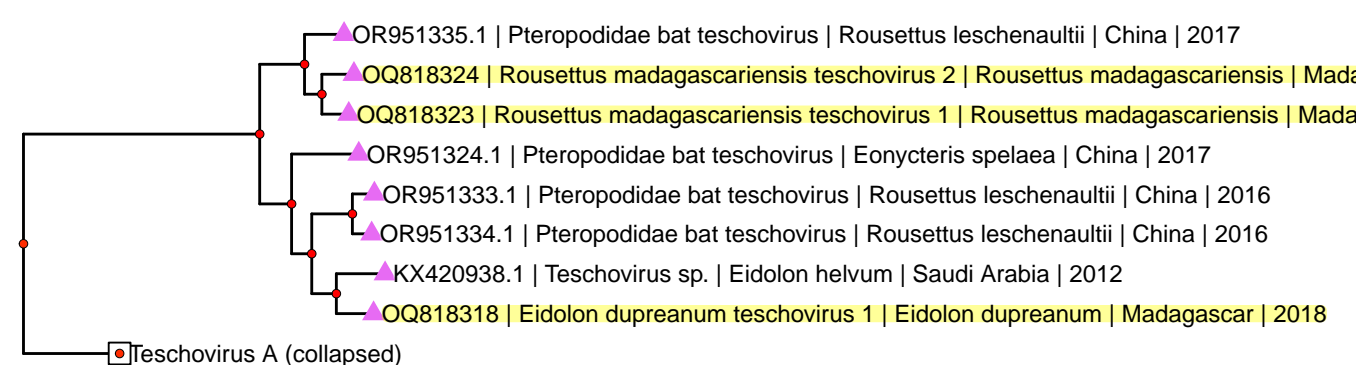 OR951335.1 | Pteropodidae bat teschovirus | Rousettus leschenaultii | China | 2017
OQ818324 | Rousettus madagascariensis teschovirus 2 | Rousettus madagascariensis | Mada
OQ818323 | Rousettus madagascariensis teschovirus 1 | Rousettus madagascariensis | Mada
OR951324.1 | Pteropodidae bat teschovirus | Eonycteris spelaea | China | 2017
OR951333.1 | Pteropodidae bat teschovirus | Rousettus leschenaultii | China | 2016
OR951334.1 | Pteropodidae bat teschovirus | Rousettus leschenaultii | China | 2016
KX420938.1 | Teschovirus sp. | Eidolon helvum | Saudi Arabia | 2012
OQ818318 | Eidolon dupreanum teschovirus 1 | Eidolon dupreanum | Madagascar | 2018
Teschovirus A (collapsed)